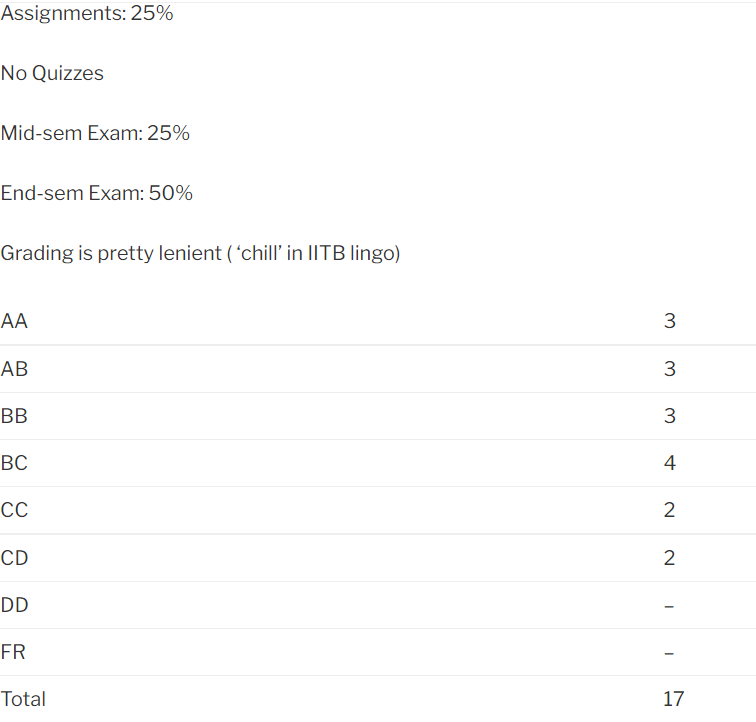 Assignments: 25%
No Quizzes
Mid-sem Exam: 25%
End-sem Exam: 50%
Grading is pretty lenient ( ‘chill’ in IITB lingo)
AA 3
AB 3
BB 3
BC 4
CC 2
CD 2
DD –
FR –
Total 17